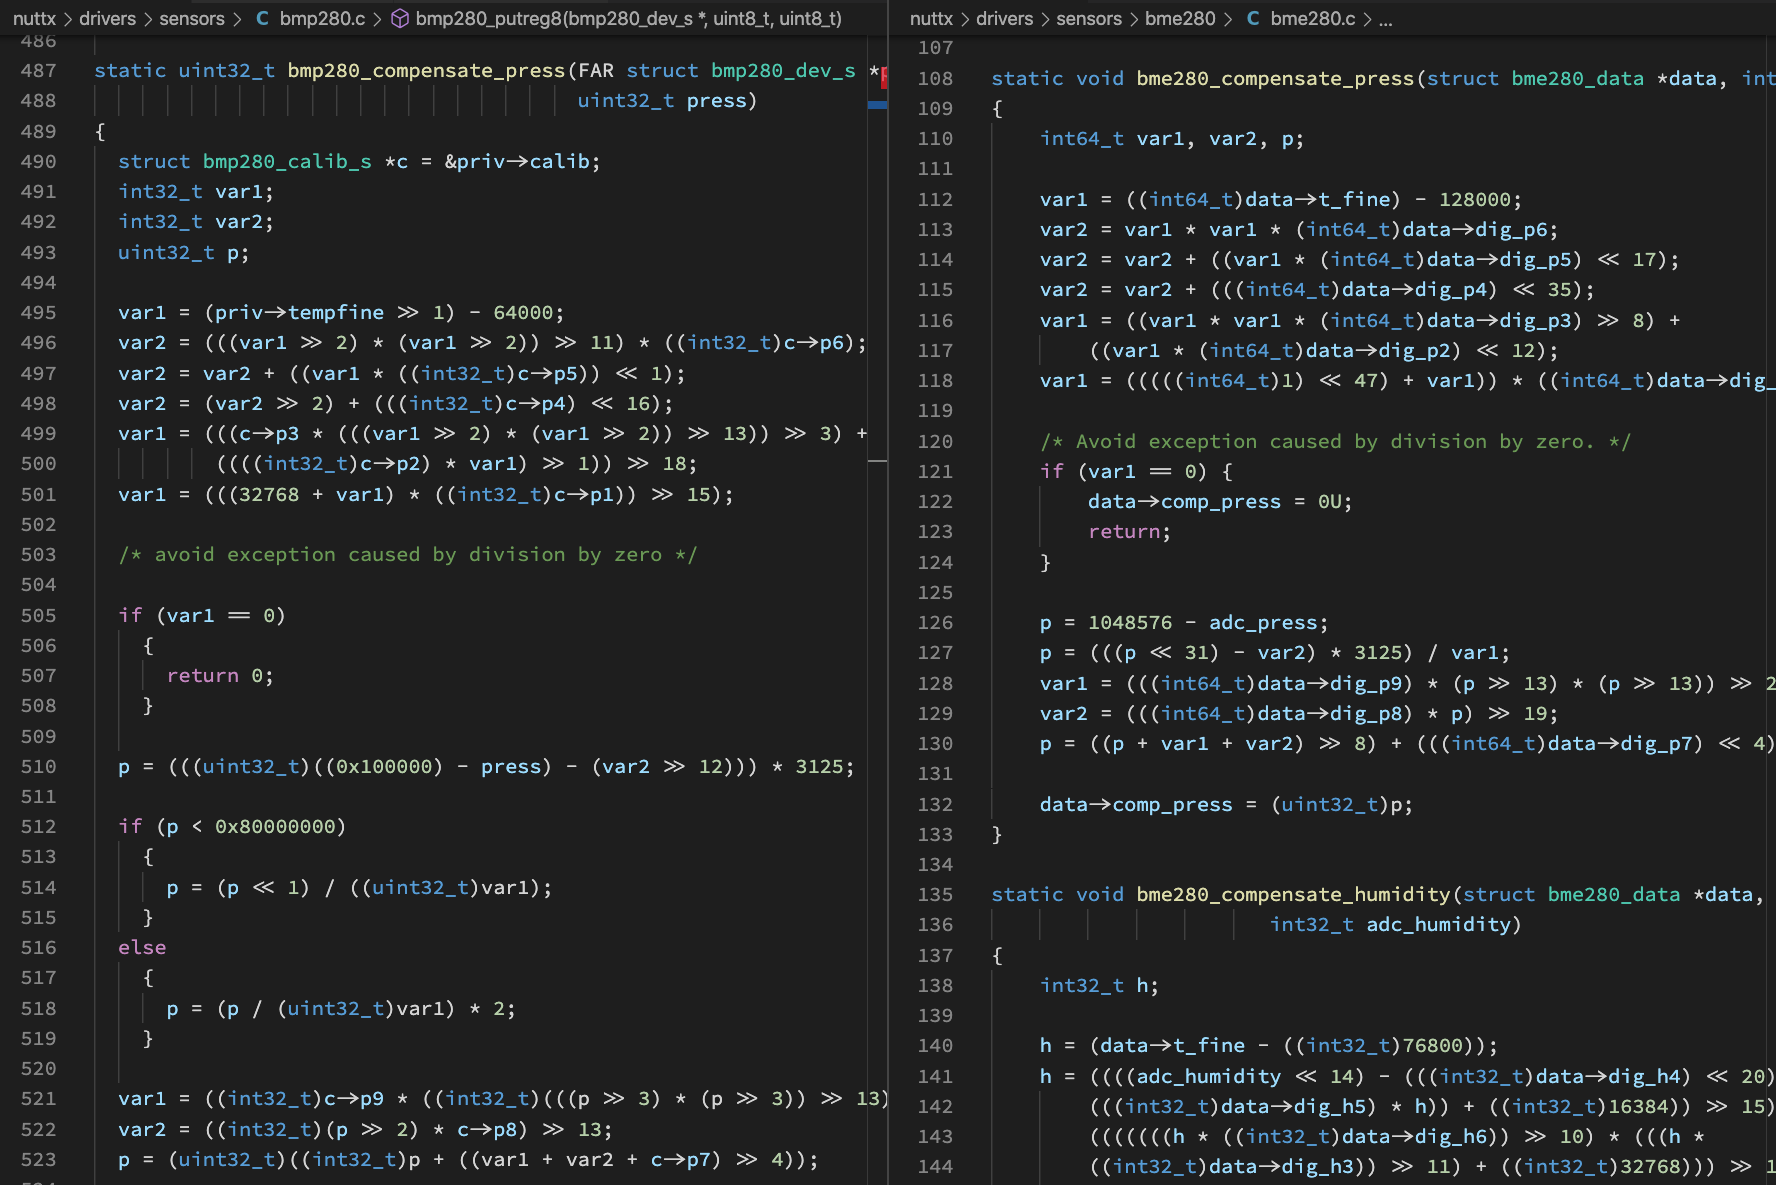 nuttx > drivers > sensors > C bmp280.c > bmp280_putreg8(bmp280_dev_s *, uint8_t, uint8_t)
486
487 static uint32_t bmp280_compensate_press(FAR struct bmp280_dev_s *p
488 uint32_t press)
489 {
490 struct bmp280_calib_s *c = &priv->calib;
491 int32_t var1;
492 int32_t var2;
493 uint32_t p;
494
495 var1 = (priv->tempfine >> 1) - 64000;
496 var2 = (((var1 >> 2) * (var1 >> 2)) >> 11) * ((int32_t)c->p6);
497 var2 = var2 + ((var1 * ((int32_t)c->p5)) << 1);
498 var2 = (var2 >> 2) + (((int32_t)c->p4) << 16);
499 var1 = (((c->p3 * (((var1 >> 2) * (var1 >> 2)) >> 13)) >> 3) +
500 ((((int32_t)c->p2) * var1) >> 1)) >> 18;
501 var1 = (((32768 + var1) * ((int32_t)c->p1)) >> 15);
502
503 /* avoid exception caused by division by zero */
504
505 if (var1 == 0)
506 {
507 return 0;
508 }
509
510 p = (((uint32_t)((0x100000) - press) - (var2 >> 12))) * 3125;
511
512 if (p < 0x80000000)
513 {
514 p = (p << 1) / ((uint32_t)var1);
515 }
516 else
517 {
518 p = (p / (uint32_t)var1) * 2;
519 }
520
521 var1 = ((int32_t)c->p9 * ((int32_t)(((p >> 3) * (p >> 3)) >> 13)
522 var2 = ((int32_t)(p >> 2) * c->p8) >> 13;
523 p = (uint32_t)((int32_t)p + ((var1 + var2 + c->p7) >> 4));
nuttx > drivers > sensors > bme280 > C bme280.c > ...
107
108 static void bme280_compensate_press(struct bme280_data *data, int
109 {
110 int64_t var1, var2, p;
111
112 var1 = ((int64_t)data->t_fine) - 128000;
113 var2 = var1 * var1 * (int64_t)data->dig_p6;
114 var2 = var2 + ((var1 * (int64_t)data->dig_p5) << 17);
115 var2 = var2 + (((int64_t)data->dig_p4) << 35);
116 var1 = ((var1 * var1 * (int64_t)data->dig_p3) >> 8) +
117 ((var1 * (int64_t)data->dig_p2) << 12);
118 var1 = (((((int64_t)1) << 47) + var1)) * ((int64_t)data->dig_
119
120 /* Avoid exception caused by division by zero. */
121 if (var1 == 0) {
122 data->comp_press = 0U;
123 return;
124 }
125
126 p = 1048576 - adc_press;
127 p = (((p << 31) - var2) * 3125) / var1;
128 var1 = (((int64_t)data->dig_p9) * (p >> 13) * (p >> 13)) >> 2
129 var2 = (((int64_t)data->dig_p8) * p) >> 19;
130 p = ((p + var1 + var2) >> 8) + (((int64_t)data->dig_p7) << 4)
131
132 data->comp_press = (uint32_t)p;
133 }
134
135 static void bme280_compensate_humidity(struct bme280_data *data,
136 int32_t adc_humidity)
137 {
138 int32_t h;
139
140 h = (data->t_fine - ((int32_t)76800));
141 h = ((((adc_humidity << 14) - (((int32_t)data->dig_h4) << 20)
142 (((int32_t)data->dig_h5) * h)) + ((int32_t)16384)) >> 15)
143 (((((((h * ((int32_t)data->dig_h6)) >> 10) * (((h *
144 ((int32_t)data->dig_h3)) >> 11) + ((int32_t)32768))) >> 1